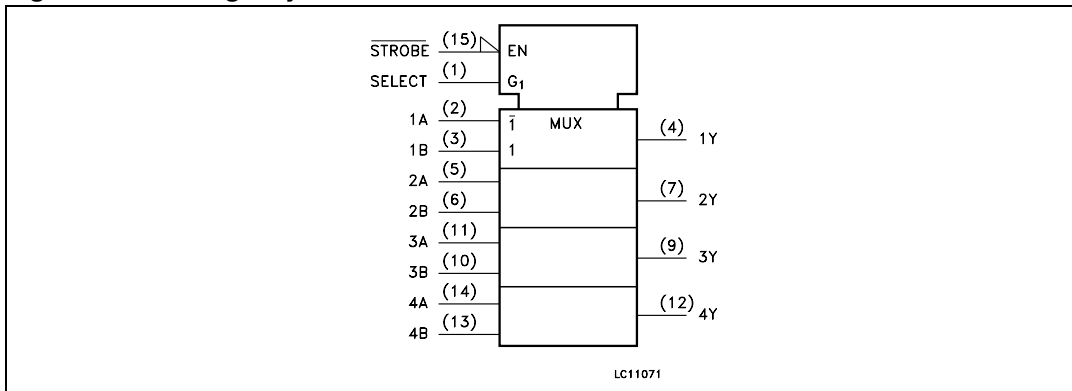 (15)
STROBE
EN
(1)
SELECT
G1
(2)
1A
1̅
MUX
(4)
1Y
(3)
1B
1
(5)
2A
(7)
2Y
(6)
2B
(11)
3A
(9)
3Y
(10)
3B
(14)
4A
(12)
4Y
(13)
4B
LC11071